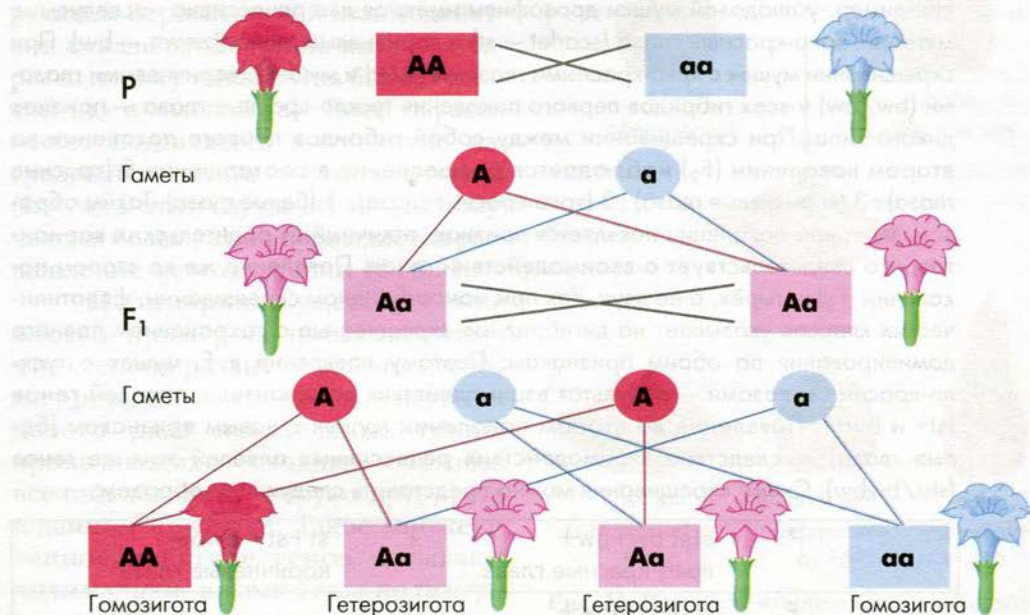 P AA aa
Гаметы A a
F₁ Aa Aa
Гаметы A a A a
AA Aa Aa aa
Гомозигота Гетерозигота Гетерозигота Гомозигота